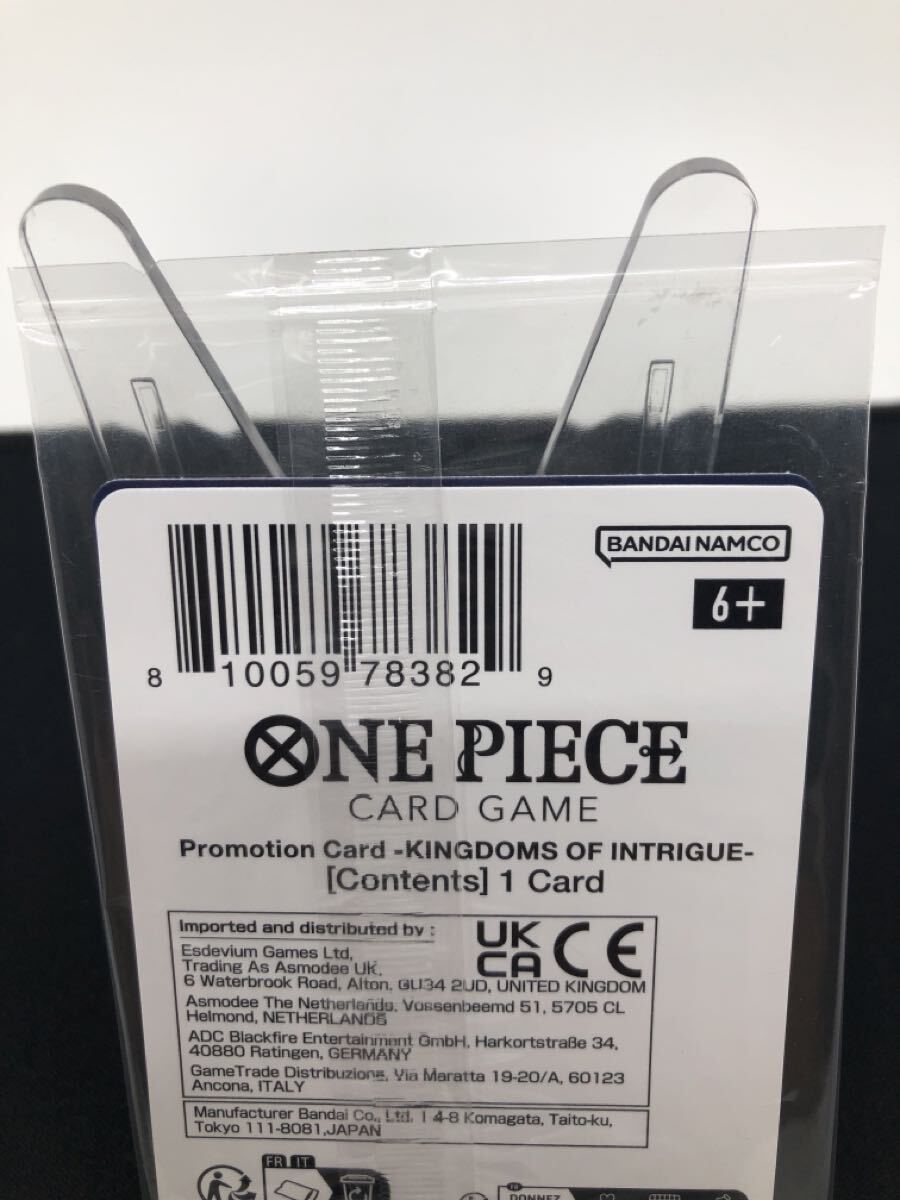 BANDAI NAMCO
6+
8 10059 78382 9
ONE PIECE
CARD GAME
Promotion Card -KINGDOMS OF INTRIGUE-
[Contents] 1 Card
Imported and distributed by :
UK
CA CE
Esdevium Games Ltd,
Trading As Asmodee UK,
6 Waterbrook Road, Alton, GU34 2UD, UNITED KINGDOM
Asmodee The Netherlands, Vossenbeemd 51, 5705 CL
Helmond, NETHERLANDS
ADC Blackfire Entertainment GmbH, Harkortstraße 34,
40880 Ratingen, GERMANY
GameTrade Distribuzione, Via Maratta 19-20/A, 60123
Ancona, ITALY
Manufacturer Bandai Co., Ltd. 1 4-8 Komagata, Taito-ku,
Tokyo 111-8081,JAPAN
FR IT
FR
DONNEZ